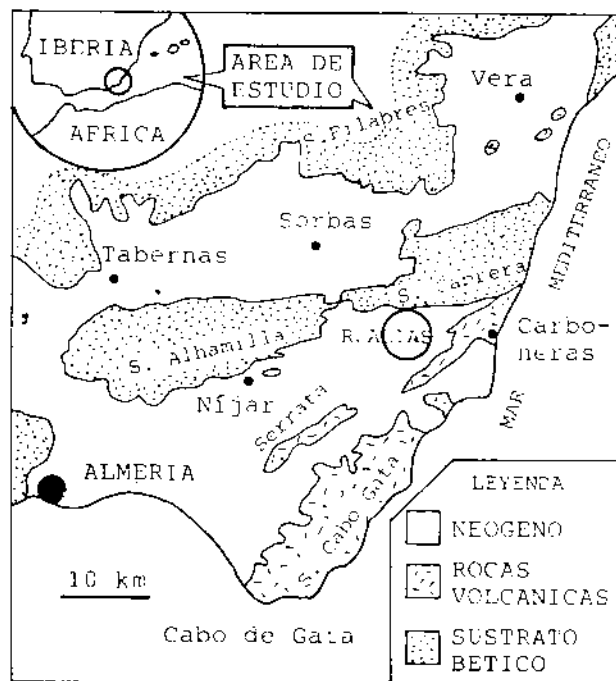 IBERIA
AREA DE
ESTUDIO
AFRICA
Vera
S. Filabres
Sorbas
Tabernas
MEDITERRANEO
S. Cabrera
S. Alhamilla
Carbo-
neras
Níjar
Serrata
MAR
ALMERIA
S. Cabo Gata
10 km
Cabo de Gata
LEYENDA
NEOGENO
ROCAS
VOLCANICAS
SUSTRATO
BETICO